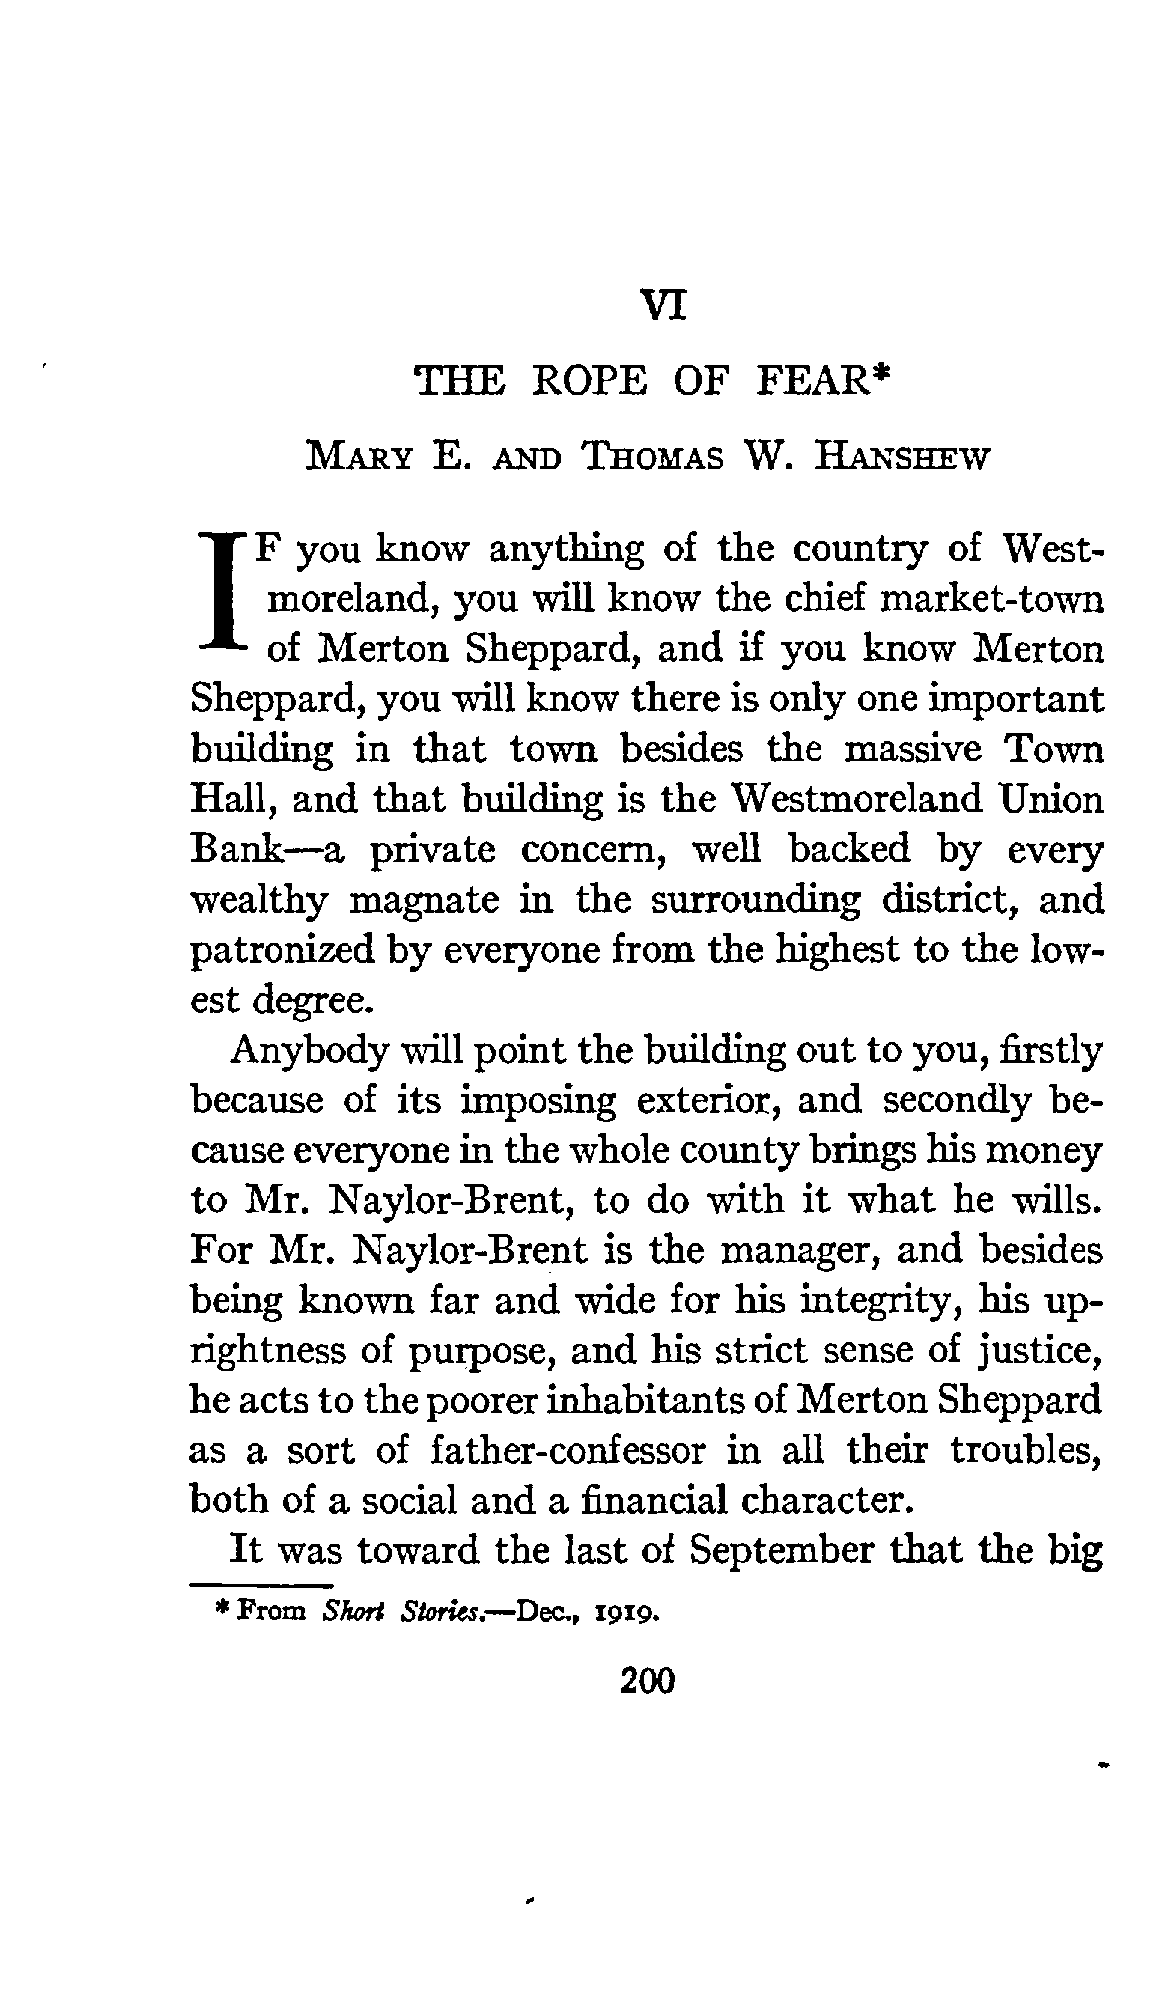 VI
THE ROPE OF FEAR*
MARY E. AND THOMAS W. HANSHEW
IF you know anything of the country of West-
moreland, you will know the chief market-town
of Merton Sheppard, and if you know Merton
Sheppard, you will know there is only one important
building in that town besides the massive Town
Hall, and that building is the Westmoreland Union
Bank—a private concern, well backed by every
wealthy magnate in the surrounding district, and
patronized by everyone from the highest to the low-
est degree.
Anybody will point the building out to you, firstly
because of its imposing exterior, and secondly be-
cause everyone in the whole county brings his money
to Mr. Naylor-Brent, to do with it what he wills.
For Mr. Naylor-Brent is the manager, and besides
being known far and wide for his integrity, his up-
rightness of purpose, and his strict sense of justice,
he acts to the poorer inhabitants of Merton Sheppard
as a sort of father-confessor in all their troubles,
both of a social and a financial character.
It was toward the last of September that the big
* From Short Stories.—Dec., 1919.
200